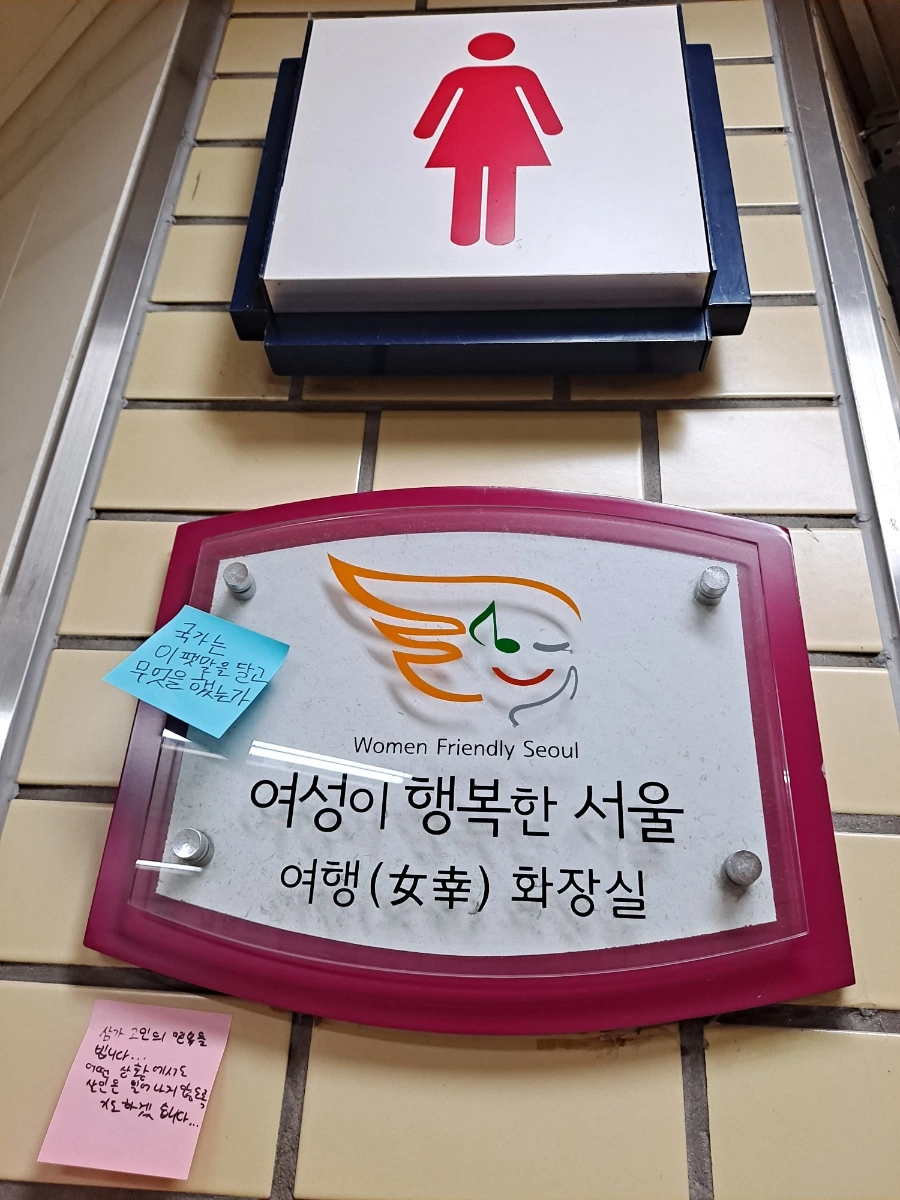 국가는
이 팻말을 달고
무엇을 했는가
Women Friendly Seoul
여성이 행복한 서울
여행(女幸) 화장실
삼가 고인의 명복을
빕니다...
어떤 상황에서도
살인은 일어나지 않도록
기도하겠습니다...